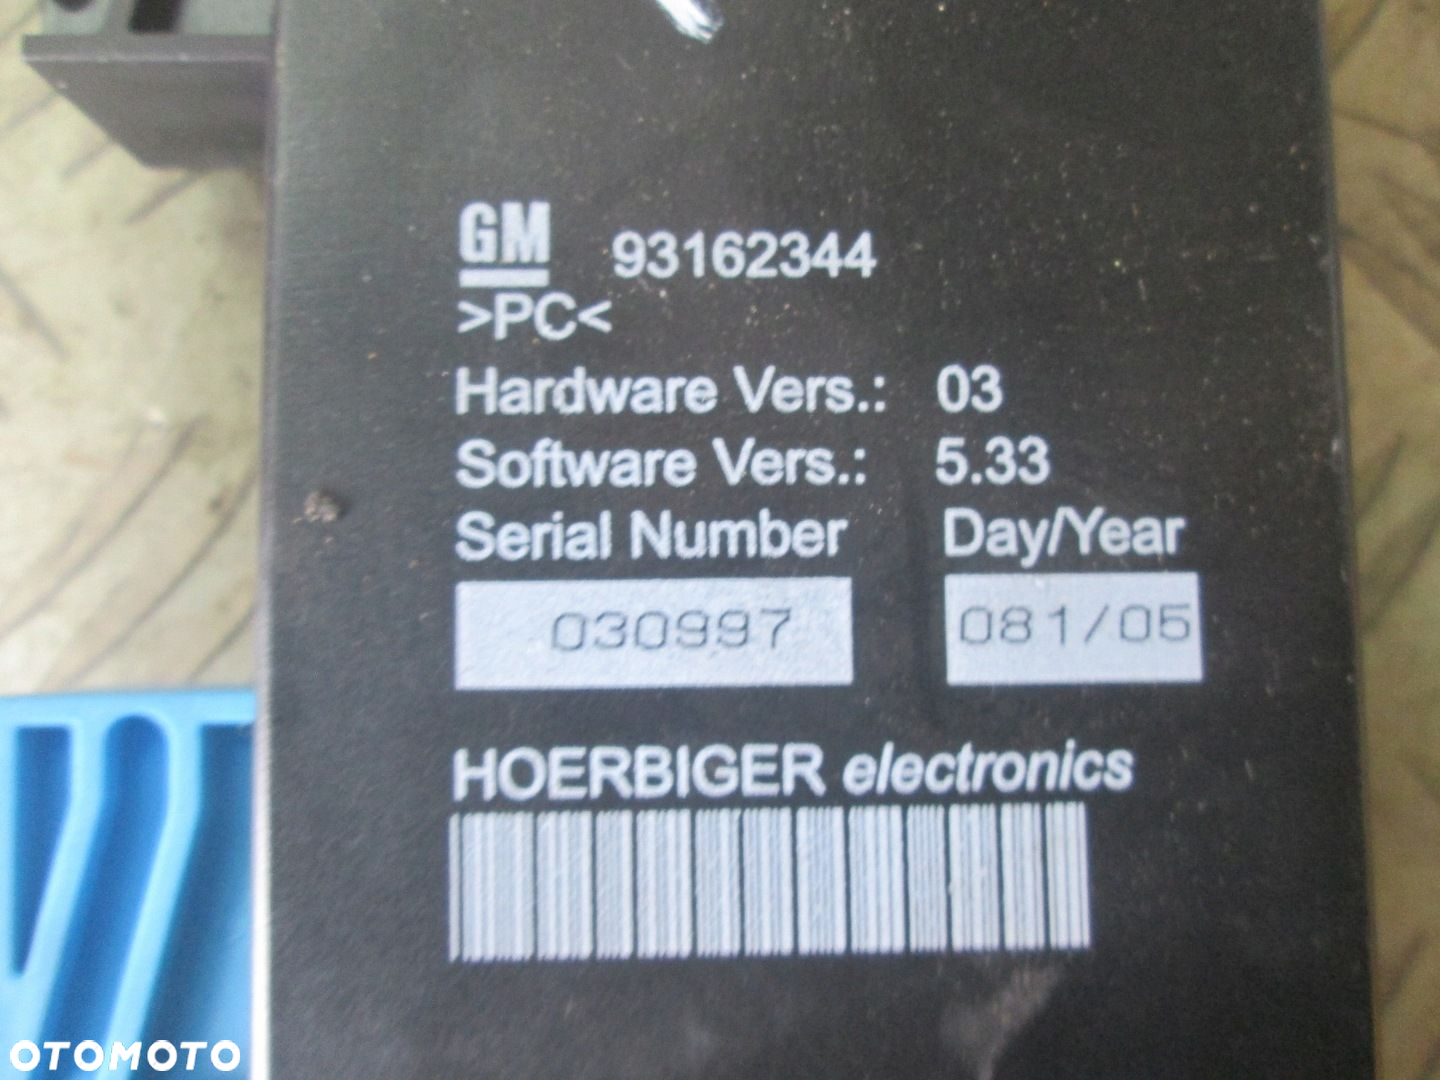 GM 93162344
>PC<
Hardware Vers.: 03
Software Vers.: 5.33
Serial Number Day/Year
030997 081/05
HOERBIGER electronics
OTOMOTO